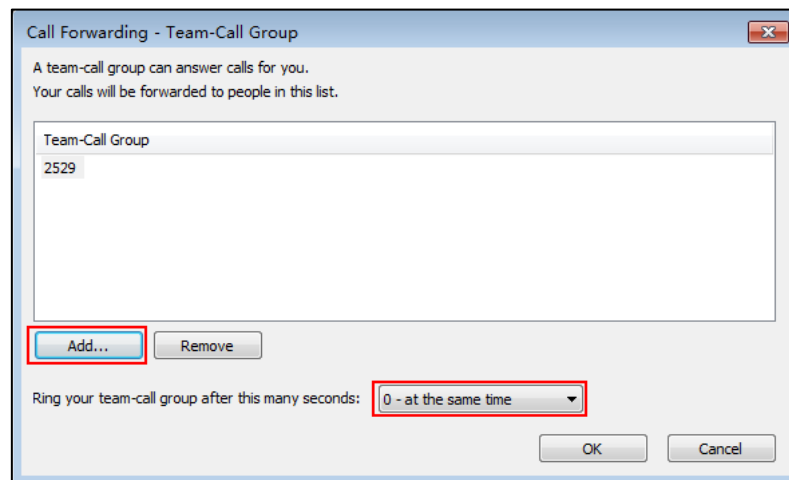 Call Forwarding - Team-Call Group
A team-call group can answer calls for you.
Your calls will be forwarded to people in this list.
Team-Call Group
2529
Add... Remove
Ring your team-call group after this many seconds: 0 - at the same time
OK Cancel